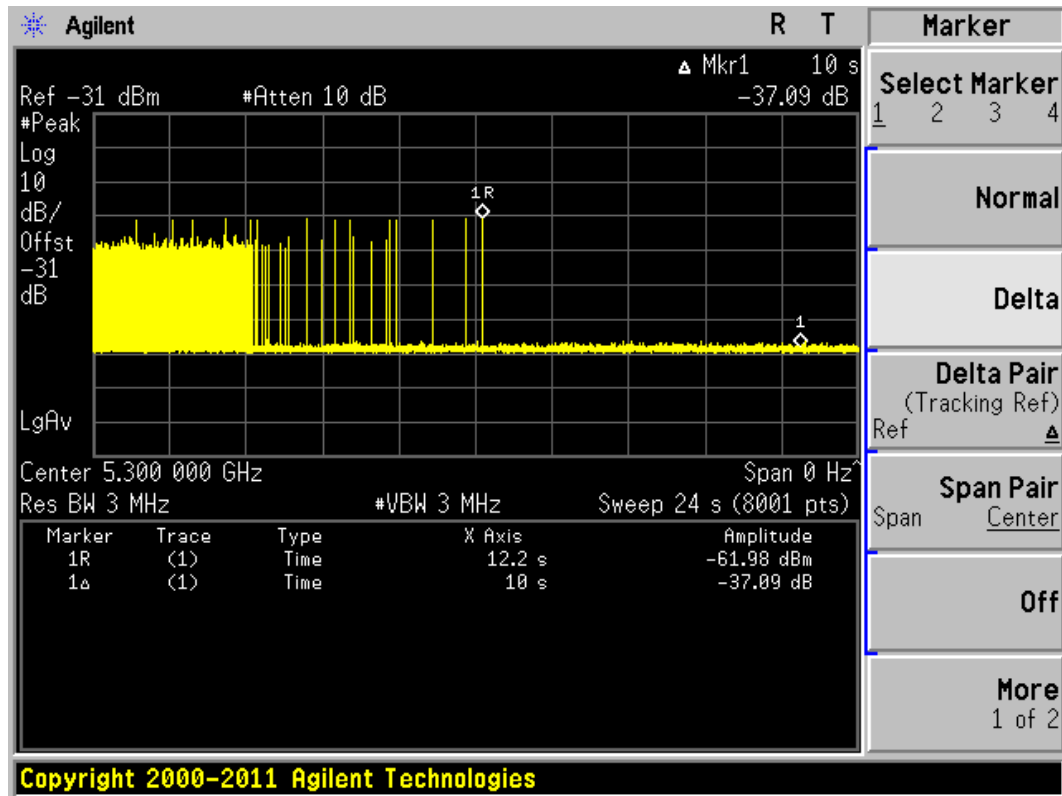 Agilent R T
Δ Mkr1 10 s
Ref -31 dBm #Atten 10 dB -37.09 dB
#Peak
Log
10
dB/
Offst
-31
dB
1R
1
LgAv
Center 5.300 000 GHz Span 0 Hz^
Res BW 3 MHz #VBW 3 MHz Sweep 24 s (8001 pts)
Marker Trace Type X Axis Amplitude
1R (1) Time 12.2 s -61.98 dBm
1Δ (1) Time 10 s -37.09 dB
Marker
Select Marker
1 2 3 4
Normal
Delta
Delta Pair
(Tracking Ref)
Ref Δ
Span Pair
Span Center
Off
More
1 of 2
Copyright 2000-2011 Agilent Technologies